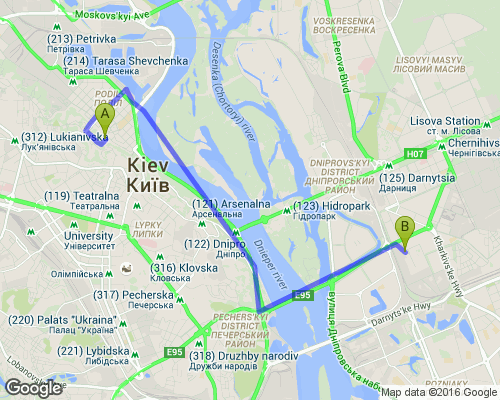 Moskovs'kyi Ave
(213) Petrivka
Петрівка
(214) Tarasa Shevchenka
Тараса Шевченка
VOSKRESENKA
ВОСКРЕСЕНКА
Perova Blvd
LISOVYI MASYV
ЛІСОВИЙ МАСИВ
Desenka (Chortoryi) river
PODIL
ПОДІЛ
A
(312) Lukianivska
Лук'янівська
Lisova Station
ст. м. Лісова
Chernihivs
Чернігівська
H07
Kiev
Київ
DNIPROVS'KYI
DISTRICT
ДНІПРОВСЬКИЙ
РАЙОН
(125) Darnytsia
Дарниця
(119) Teatralna
Театральна
(121) Arsenalna
Арсенальна
(123) Hidropark
Гідропарк
LYPKY
ЛИПКИ
University
Університет
(122) Dnipro
Дніпро
Dnieper river
B
Kharkivs'ke Hwy
(316) Klovska
Кловська
Олімпійська
(317) Pecherska
Печерська
E95
Darnyts'ke Hwy
(220) Palats "Ukraina"
Палац "Україна"
PECHERS'KYI
DISTRICT
ПЕЧЕРСЬКИЙ
РАЙОН
вулиця Дніпровська наб
(221) Lybidska
Либідська
E95
(318) Druzhby narodiv
Дружби народів
Lobanovs'ko
Google
Map data ©2016 Google